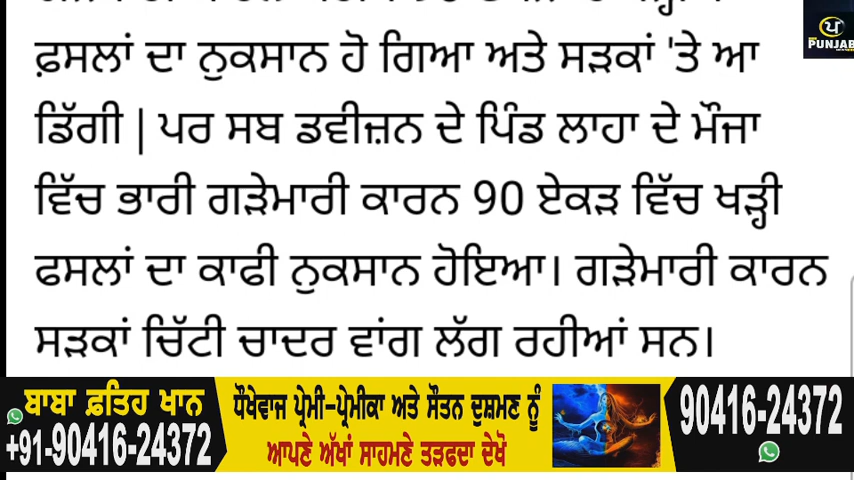 ਫ਼ਸਲਾਂ ਦਾ ਨੁਕਸਾਨ ਹੋ ਗਿਆ ਅਤੇ ਸੜਕਾਂ 'ਤੇ ਆ
ਡਿੱਗੀ | ਪਰ ਸਬ ਡਵੀਜ਼ਨ ਦੇ ਪਿੰਡ ਲਾਹਾ ਦੇ ਮੌਜਾ
ਵਿੱਚ ਭਾਰੀ ਗੜੇਮਾਰੀ ਕਾਰਨ 90 ਏਕੜ ਵਿੱਚ ਖੜ੍ਹੀ
ਫਸਲਾਂ ਦਾ ਕਾਫੀ ਨੁਕਸਾਨ ਹੋਇਆ। ਗੜੇਮਾਰੀ ਕਾਰਨ
ਸੜਕਾਂ ਚਿੱਟੀ ਚਾਦਰ ਵਾਂਗ ਲੱਗ ਰਹੀਆਂ ਸਨ।
ਪੰ
PUNJAB
ਬਾਬਾ ਫ਼ਤਿਹ ਖਾਨ
+91-90416-24372
ਧੌਖੇਵਾਜ ਪ੍ਰੇਮੀ-ਪ੍ਰੇਮੀਕਾ ਅਤੇ ਸੌਤਨ ਦੁਸ਼ਮਣ ਨੂੰ
ਆਪਣੇ ਅੱਖਾਂ ਸਾਹਮਣੇ ਤੜਫਦਾ ਦੇਖੋ
90416-24372